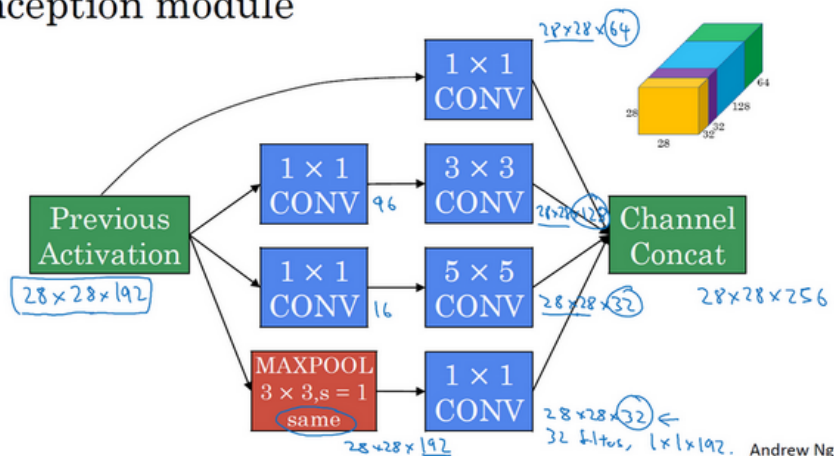 ception module
28×28×64
1 × 1
CONV
64
128
32
32
28
28
1 × 1
CONV
96
3 × 3
CONV
28×28×128
Previous
Activation
28×28×192
Channel
Concat
28×28×256
1 × 1
CONV
16
5 × 5
CONV
28×28×32
MAXPOOL
3 × 3,s = 1
same
28×28×192
1 × 1
CONV
28×28×32 ←
32 filters, 1×1×192.
Andrew Ng